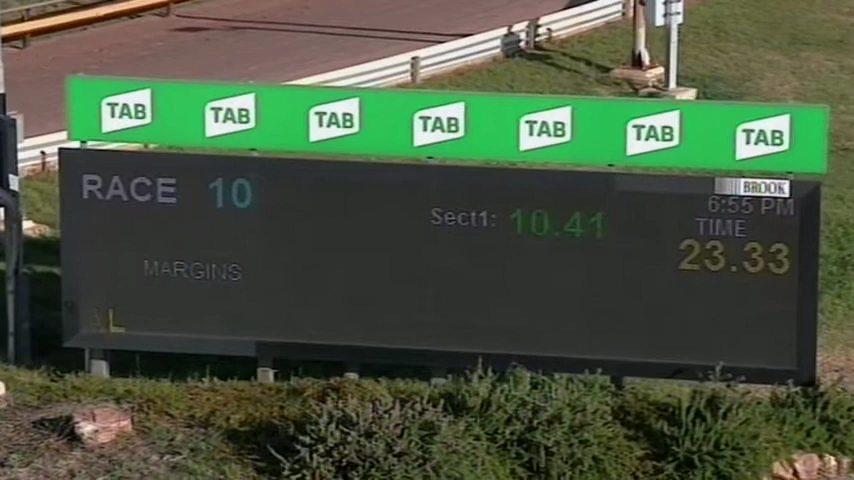 TAB TAB TAB TAB TAB TAB TAB
BROOK
RACE 10
6:55 PM
Sect1: 10.41
TIME
23.33
MARGINS